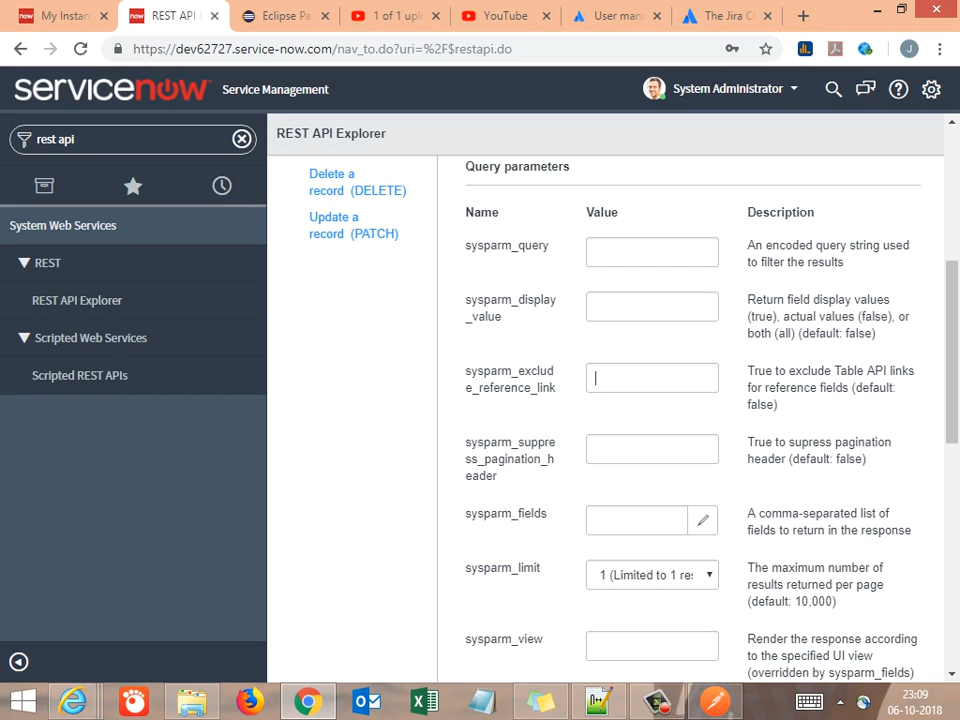 My Instan
REST API E
Eclipse Pa
1 of 1 upl
YouTube
User man
The Jira C
https://dev62727.service-now.com/nav_to.do?uri=%2F$restapi.do
J
servicenow Service Management
System Administrator
rest api
REST API Explorer
System Web Services
REST
REST API Explorer
Scripted Web Services
Scripted REST APIs
Delete a
record (DELETE)
Update a
record (PATCH)
Query parameters
Name Value Description
sysparm_query
An encoded query string used
to filter the results
sysparm_display
_value
Return field display values
(true), actual values (false), or
both (all) (default: false)
sysparm_exclud
e_reference_link
True to exclude Table API links
for reference fields (default:
false)
sysparm_suppre
ss_pagination_h
eader
True to supress pagination
header (default: false)
sysparm_fields
A comma-separated list of
fields to return in the response
sysparm_limit
1 (Limited to 1 res
The maximum number of
results returned per page
(default: 10,000)
sysparm_view
Render the response according
to the specified UI view
(overridden by sysparm_fields)
23:09
06-10-2018